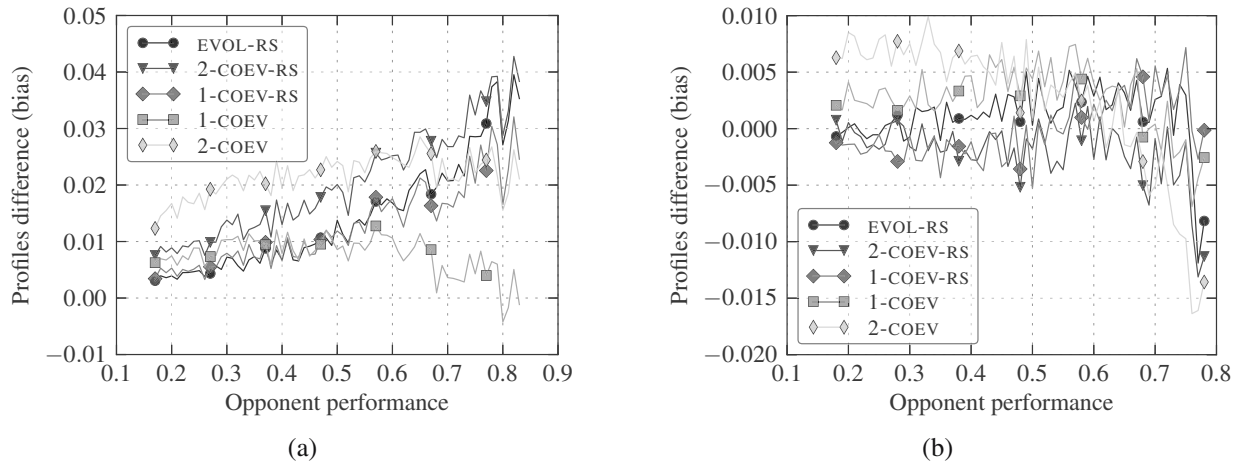 Profiles difference (bias)
0.05
0.04
0.03
0.02
0.01
0.00
−0.01
EVOL-RS
2-COEV-RS
1-COEV-RS
1-COEV
2-COEV
0.1 0.2 0.3 0.4 0.5 0.6 0.7 0.8 0.9
Opponent performance
(a)
Profiles difference (bias)
0.010
0.005
0.000
−0.005
−0.010
−0.015
−0.020
EVOL-RS
2-COEV-RS
1-COEV-RS
1-COEV
2-COEV
0.1 0.2 0.3 0.4 0.5 0.6 0.7 0.8
Opponent performance
(b)